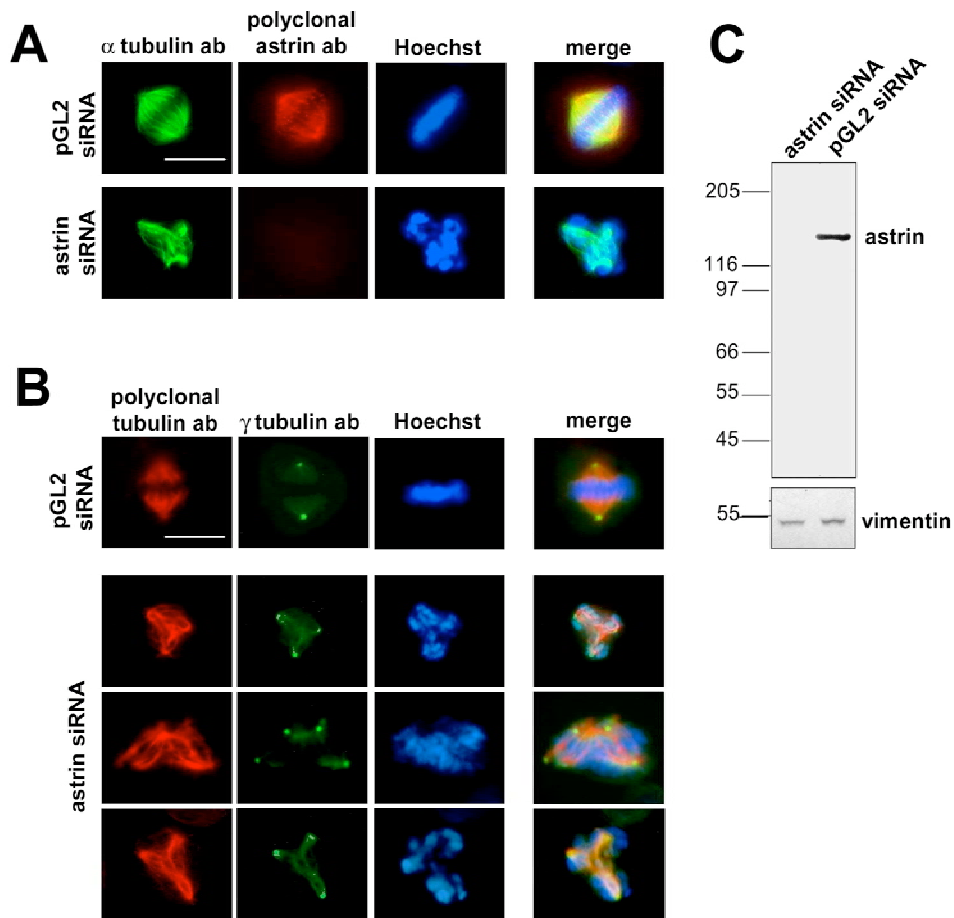 A
α tubulin ab
polyclonal
astrin ab
Hoechst
merge
pGL2
siRNA
astrin
siRNA
B
polyclonal
tubulin ab
γ tubulin ab
Hoechst
merge
pGL2
siRNA
astrin siRNA
C
astrin siRNA
pGL2 siRNA
205
astrin
116
97
66
55
45
55
vimentin